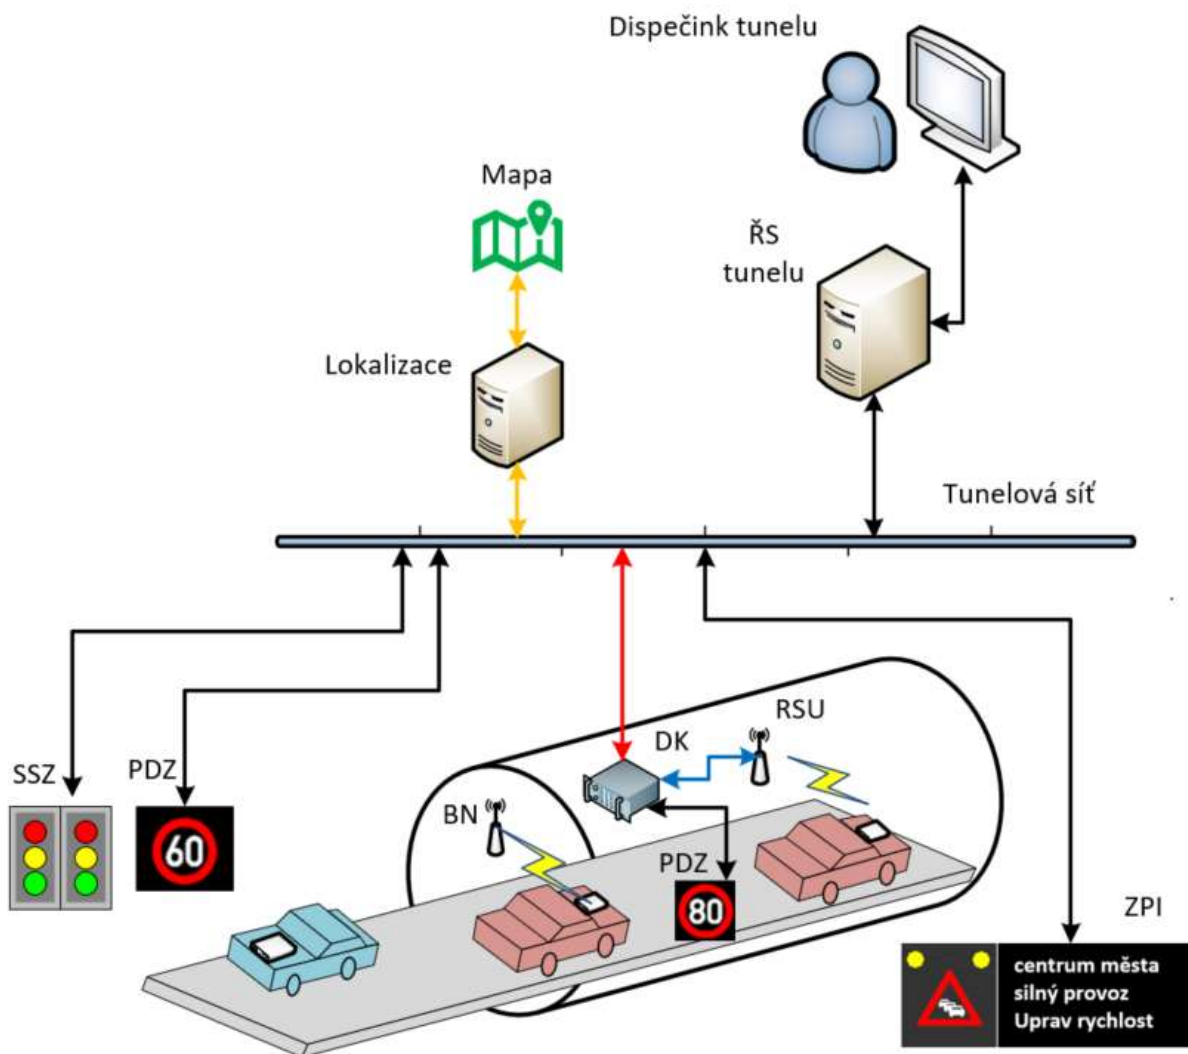 Dispečink tunelu
Mapa
ŘS
tunelu
Lokalizace
Tunelová síť
RSU
DK
SSZ
PDZ
BN
60
PDZ
80
ZPI
centrum města
silný provoz
Uprav rychlost